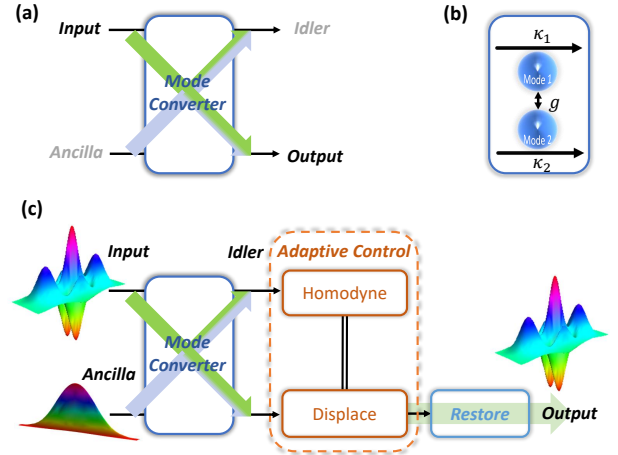 (a)
Input
Idler
Mode
Converter
Ancilla
Output
(b)
κ1
Mode 1
g
Mode 2
κ2
(c)
Input
Idler
Adaptive Control
Homodyne
Mode
Converter
Ancilla
Displace
Restore
Output